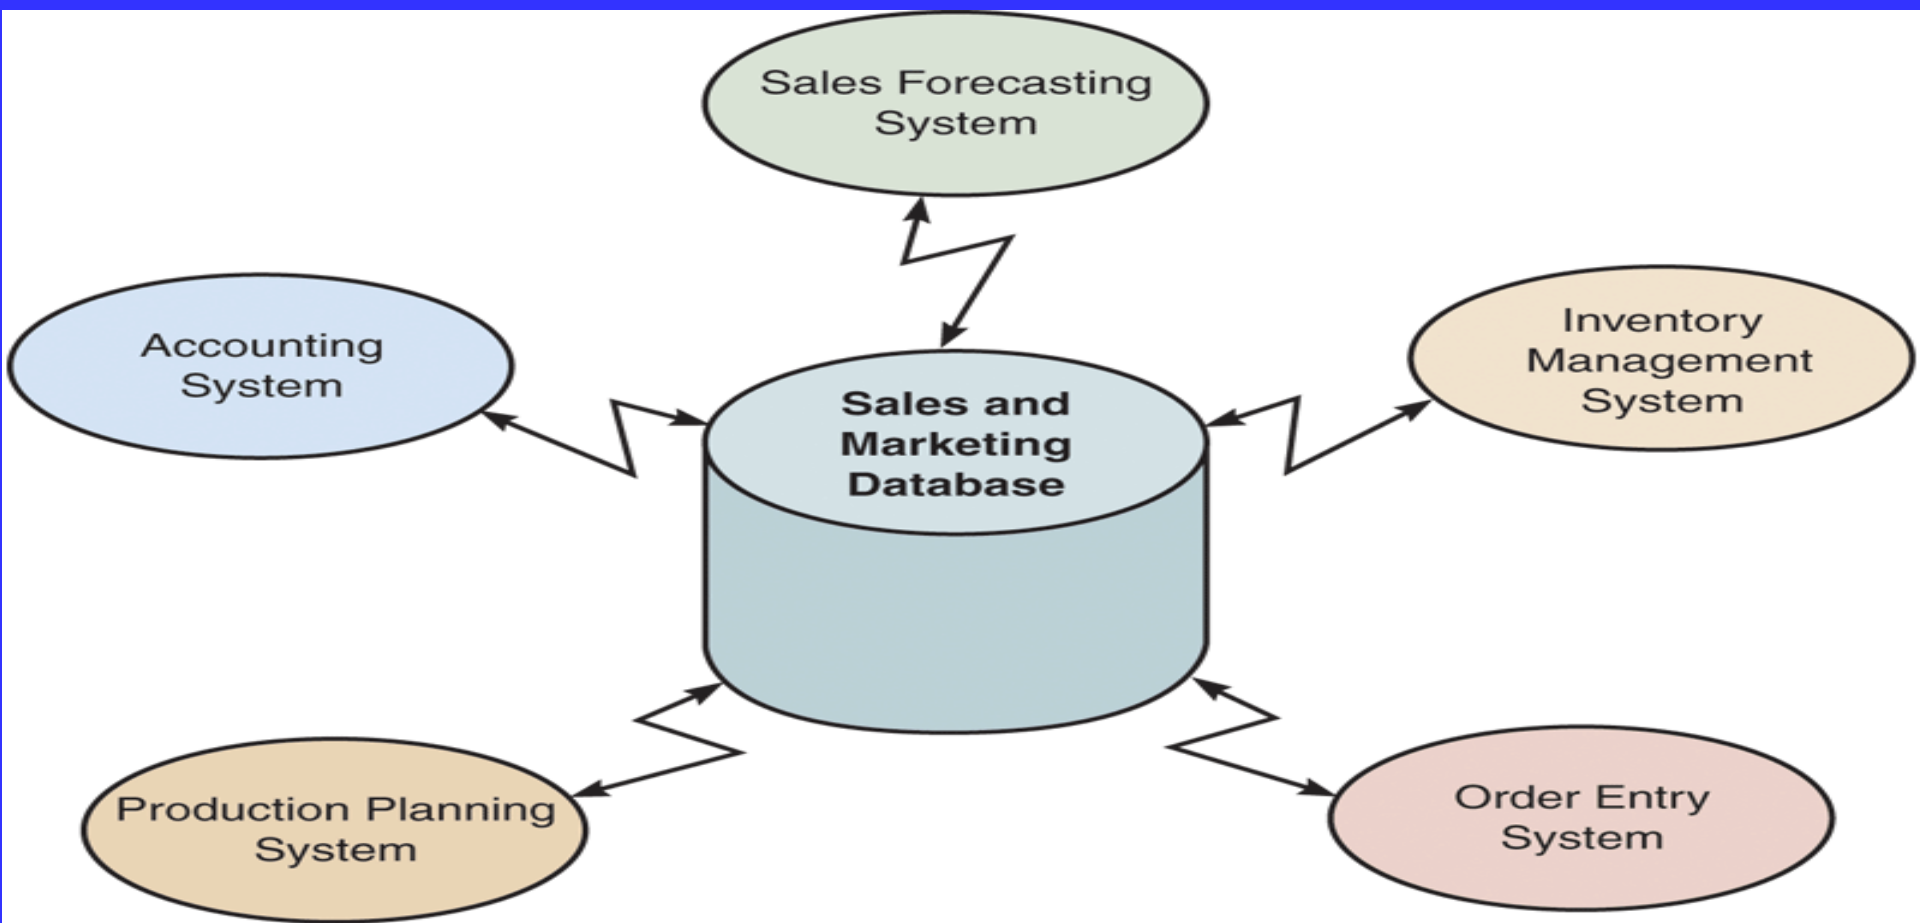 Sales Forecasting
System
Accounting
System
Inventory
Management
System
Sales and
Marketing
Database
Production Planning
System
Order Entry
System